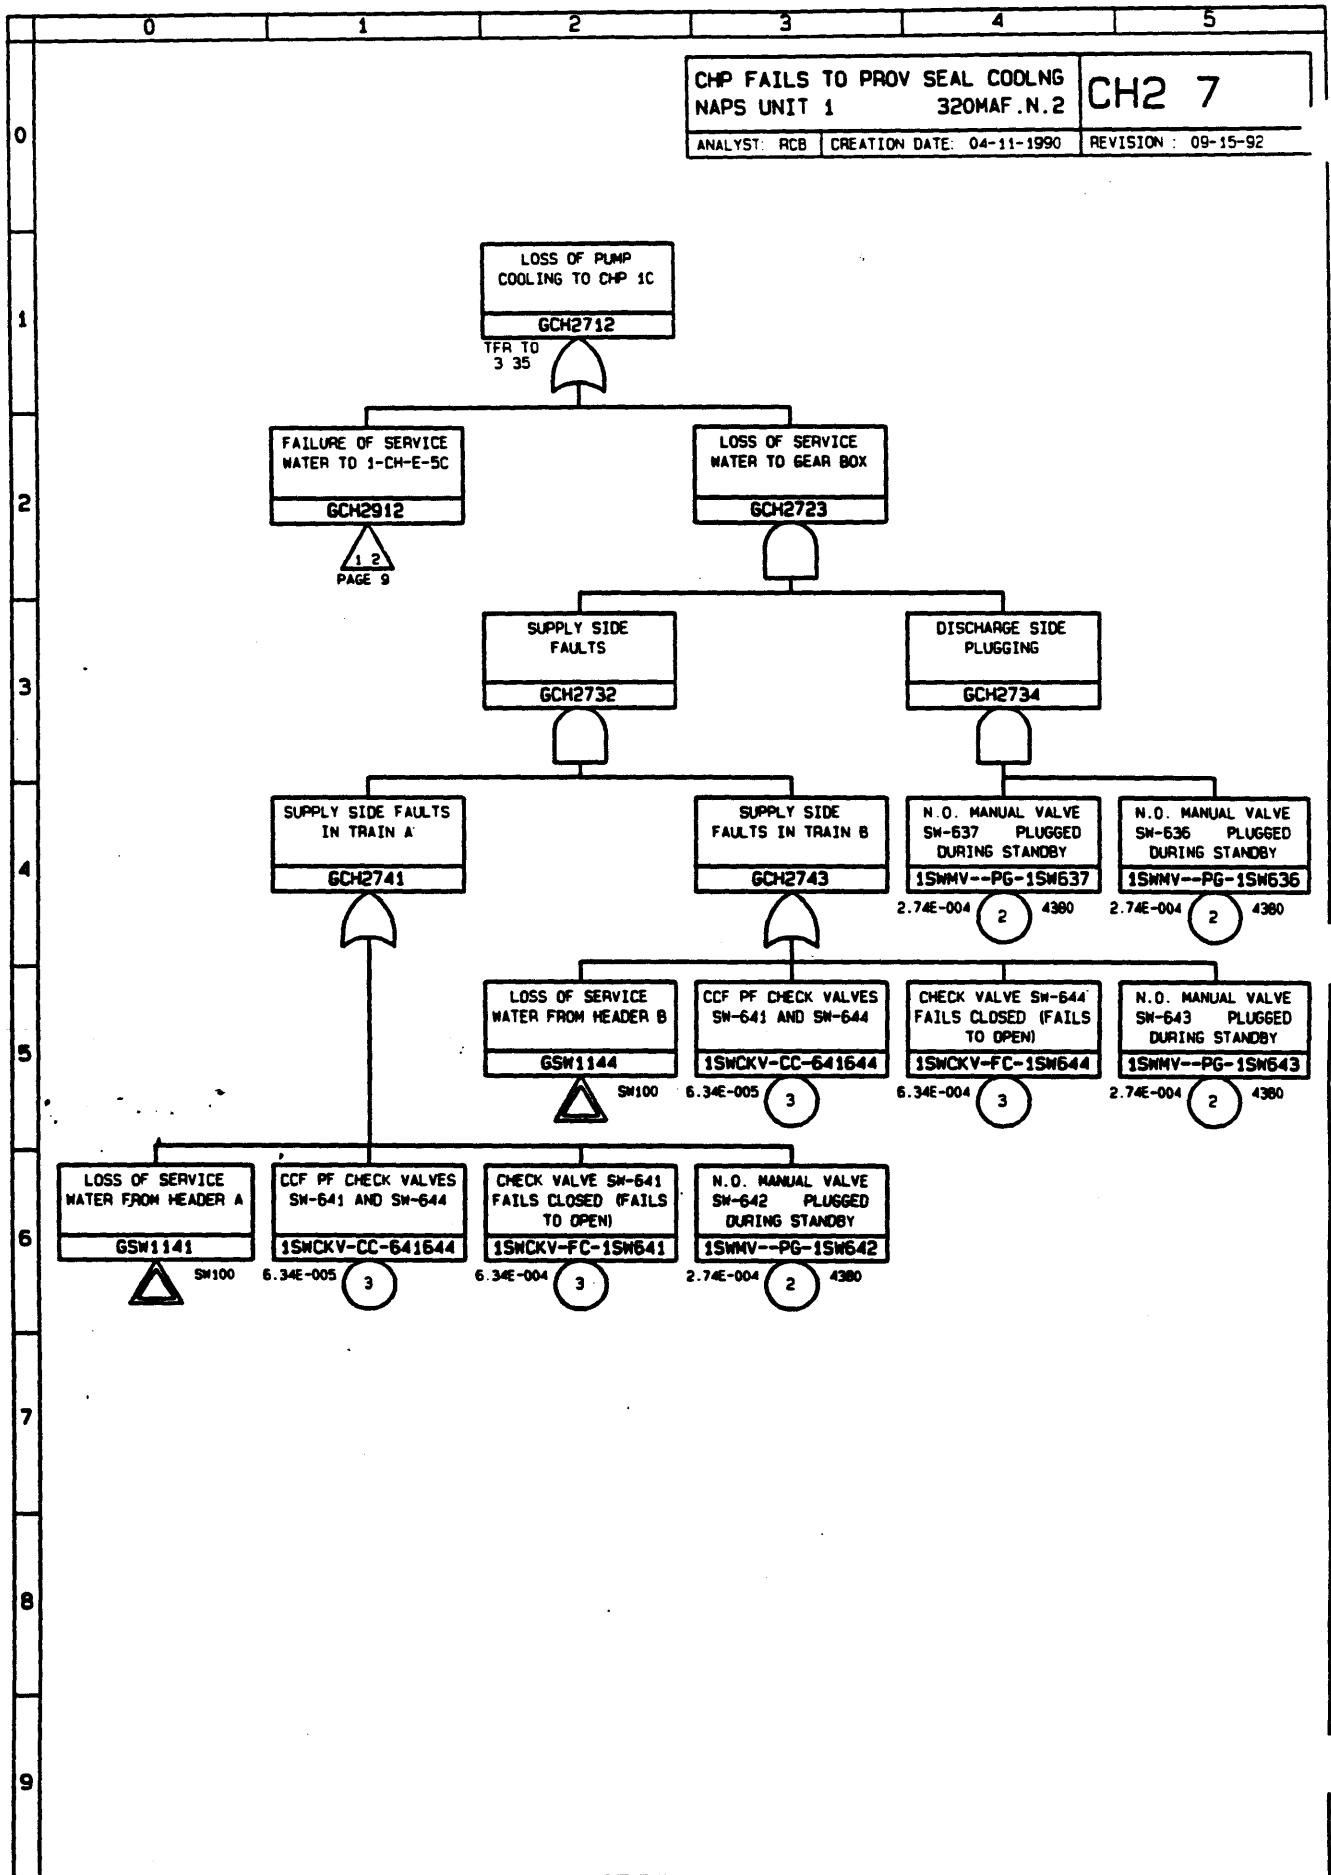 0 1 2 3 4 5
CHP FAILS TO PROV SEAL COOLNG
NAPS UNIT 1 320MAF.N.2
CH2 7
ANALYST: RCB CREATION DATE: 04-11-1990 REVISION : 09-15-92
0
LOSS OF PUMP
COOLING TO CHP 1C
GCH2712
TFR TO
3 35
1
FAILURE OF SERVICE
WATER TO 1-CH-E-5C
GCH2912
1 2
PAGE 9
LOSS OF SERVICE
WATER TO GEAR BOX
GCH2723
2
SUPPLY SIDE
FAULTS
GCH2732
DISCHARGE SIDE
PLUGGING
GCH2734
3
SUPPLY SIDE FAULTS
IN TRAIN A
GCH2741
SUPPLY SIDE
FAULTS IN TRAIN B
GCH2743
N.O. MANUAL VALVE
SW-637 PLUGGED
DURING STANDBY
1SWMV--PG-1SW637
2.74E-004 2 4380
N.O. MANUAL VALVE
SW-636 PLUGGED
DURING STANDBY
1SWMV--PG-1SW636
2.74E-004 2 4380
4
LOSS OF SERVICE
WATER FROM HEADER B
GSW1144
SW100
CCF PF CHECK VALVES
SW-641 AND SW-644
1SWCKV-CC-641644
6.34E-005 3
CHECK VALVE SW-644
FAILS CLOSED (FAILS
TO OPEN)
1SWCKV-FC-1SW644
6.34E-004 3
N.O. MANUAL VALVE
SW-643 PLUGGED
DURING STANDBY
1SWMV--PG-1SW643
2.74E-004 2 4380
5
LOSS OF SERVICE
WATER FROM HEADER A
GSW1141
SW100
CCF PF CHECK VALVES
SW-641 AND SW-644
1SWCKV-CC-641644
6.34E-005 3
CHECK VALVE SW-641
FAILS CLOSED (FAILS
TO OPEN)
1SWCKV-FC-1SW641
6.34E-004 3
N.O. MANUAL VALVE
SW-642 PLUGGED
DURING STANDBY
1SWMV--PG-1SW642
2.74E-004 2 4380
6
7
8
9